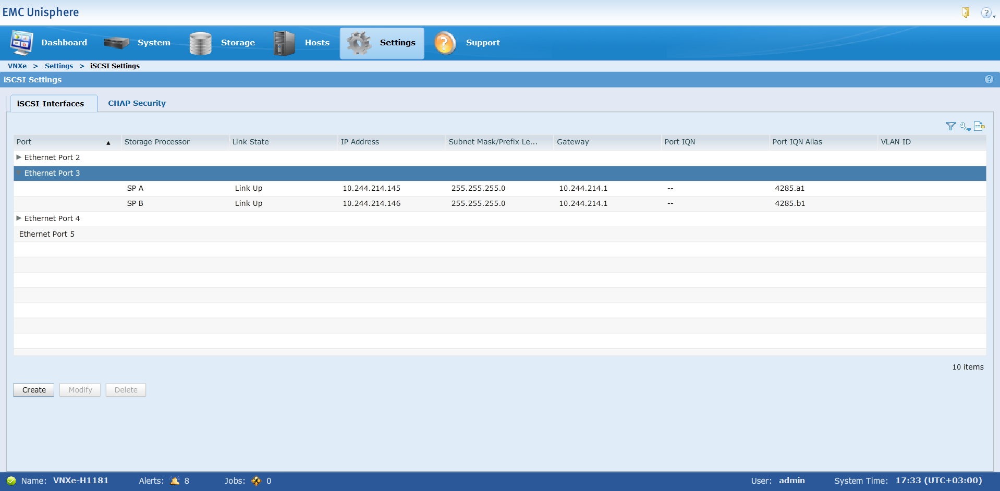 EMC Unisphere
Dashboard System Storage Hosts Settings Support
VNXe > Settings > iSCSI Settings
iSCSI Settings
iSCSI Interfaces CHAP Security
Port Storage Processor Link State IP Address Subnet Mask/Prefix Le... Gateway Port IQN Port IQN Alias VLAN ID
Ethernet Port 2
Ethernet Port 3
SP A Link Up 10.244.214.145 255.255.255.0 10.244.214.1 -- 4285.a1
SP B Link Up 10.244.214.146 255.255.255.0 10.244.214.1 -- 4285.b1
Ethernet Port 4
Ethernet Port 5
10 items
Create Modify Delete
Name: VNXe-H1181 Alerts: 8 Jobs: 0 User: admin System Time: 17:33 (UTC+03:00)